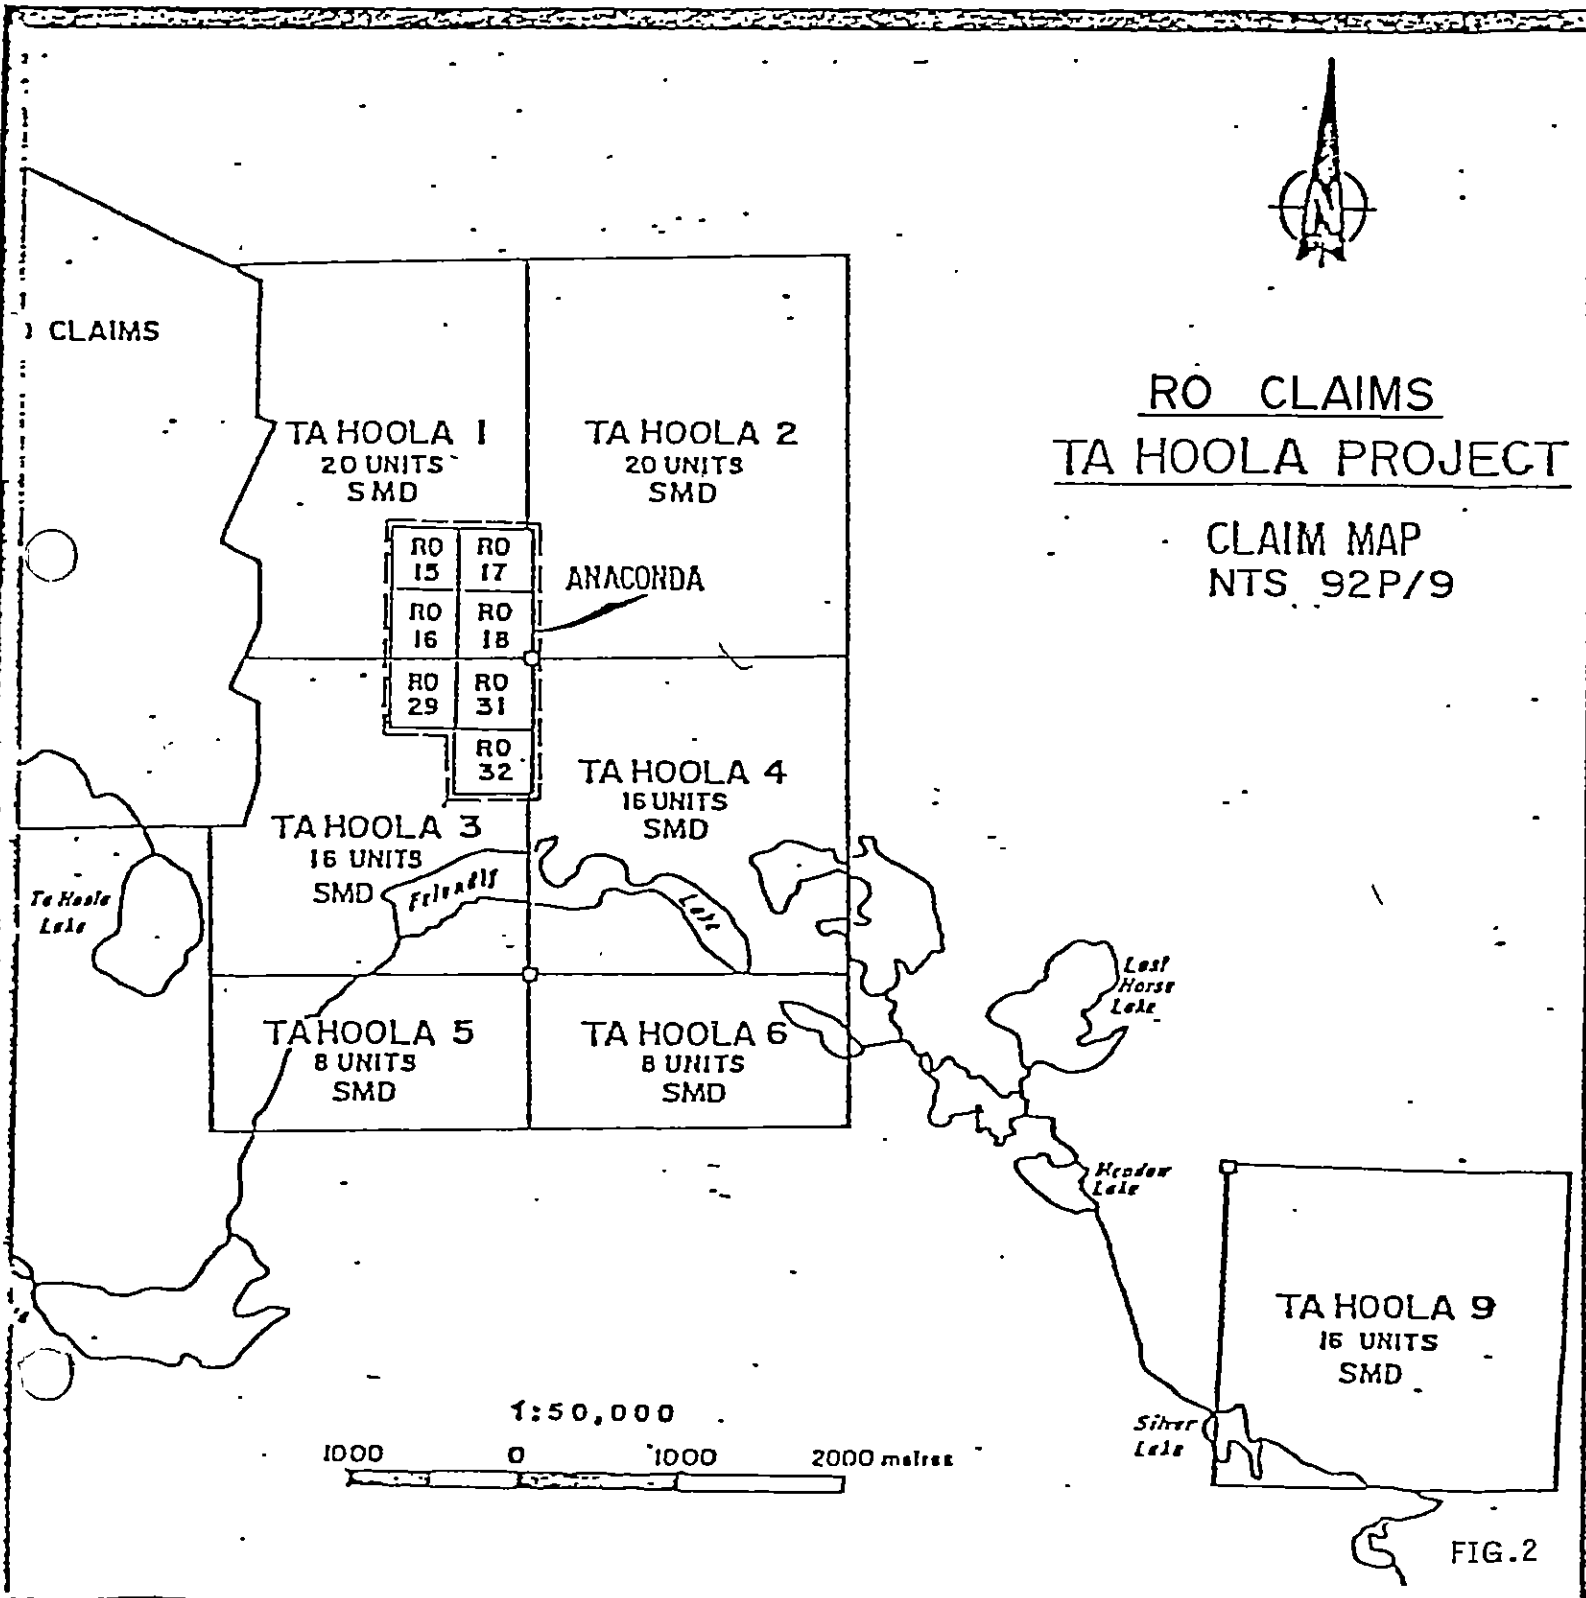 CLAIMS
RO CLAIMS
TA HOOLA PROJECT
CLAIM MAP
NTS 92P/9
TA HOOLA 1
20 UNITS
SMD
TA HOOLA 2
20 UNITS
SMD
RO
15
RO
17
RO
16
RO
18
RO
29
RO
31
RO
32
ANACONDA
TA HOOLA 3
16 UNITS
SMD
TA HOOLA 4
16 UNITS
SMD
Ta Hoola
Lake
Friendly
Lake
Lost
Horse
Lake
TA HOOLA 5
8 UNITS
SMD
TA HOOLA 6
8 UNITS
SMD
Lake
TA HOOLA 9
16 UNITS
SMD
Silver
Lake
1:50,000
1000 0 1000 2000 metres
FIG.2